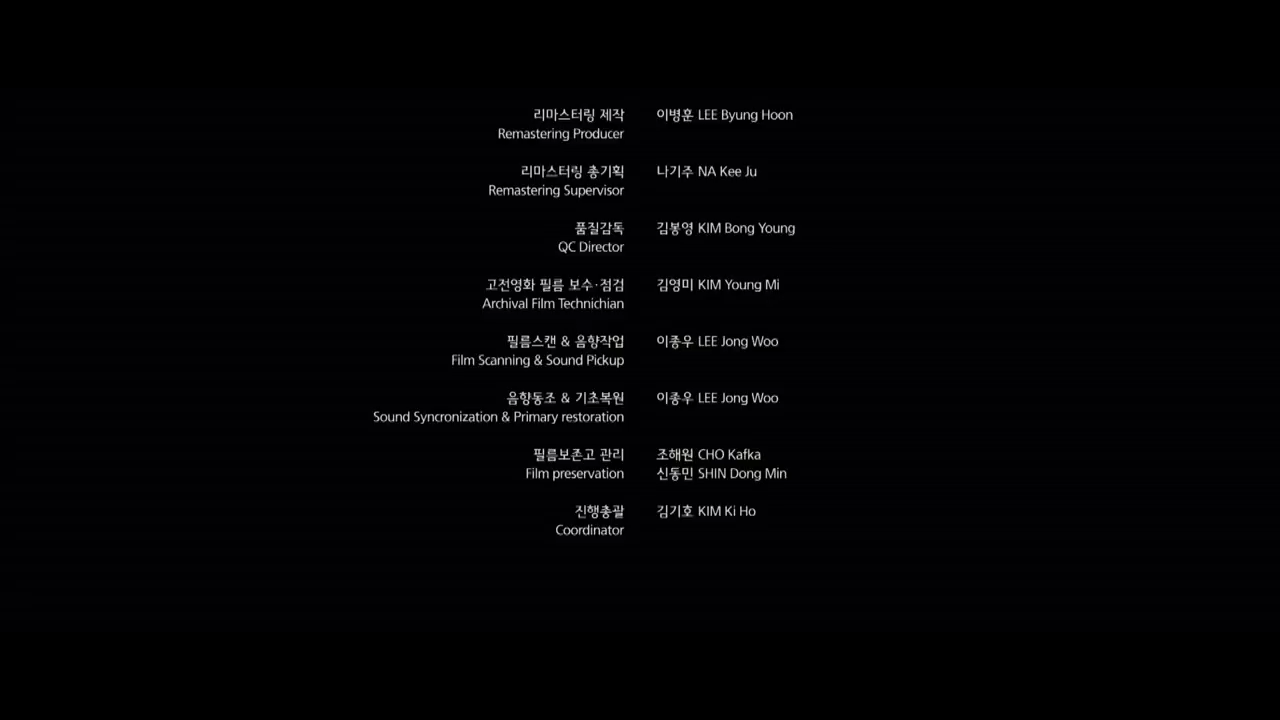 리마스터링 제작 이병훈 LEE Byung Hoon
Remastering Producer
리마스터링 총기획 나기주 NA Kee Ju
Remastering Supervisor
품질감독 김봉영 KIM Bong Young
QC Director
고전영화 필름 보수·점검 김영미 KIM Young Mi
Archival Film Technichian
필름스캔 & 음향작업 이종우 LEE Jong Woo
Film Scanning & Sound Pickup
음향동조 & 기초복원 이종우 LEE Jong Woo
Sound Syncronization & Primary restoration
필름보존고 관리 조해원 CHO Kafka
Film preservation 신동민 SHIN Dong Min
진행총괄 김기호 KIM Ki Ho
Coordinator